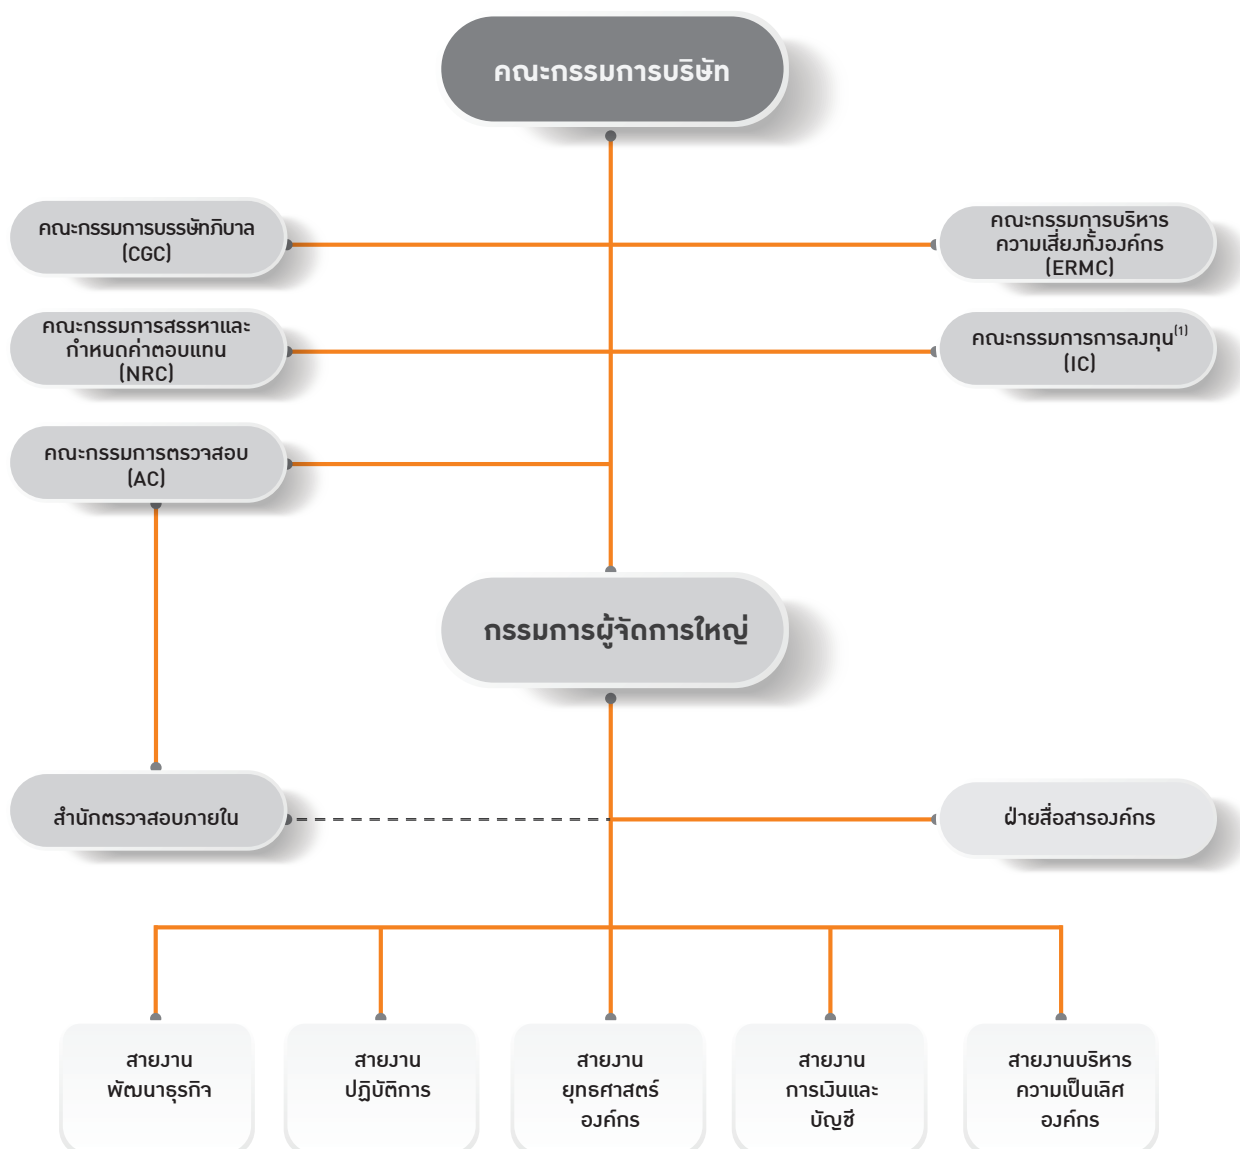 คณะกรรมการบริษัท
คณะกรรมการบรรษัทภิบาล
(CGC)
คณะกรรมการบริหาร
ความเสี่ยงทั้งองค์กร
(ERMC)
คณะกรรมการสรรหาและ
กำหนดค่าตอบแทน
(NRC)
คณะกรรมการการลงทุน(1)
(IC)
คณะกรรมการตรวจสอบ
(AC)
กรรมการผู้จัดการใหญ่
สำนักตรวจสอบภายใน
ฝ่ายสื่อสารองค์กร
สายงาน
พัฒนาธุรกิจ
สายงาน
ปฏิบัติการ
สายงาน
ยุทธศาสตร์
องค์กร
สายงาน
การเงินและ
บัญชี
สายงานบริหาร
ความเป็นเลิศ
องค์กร